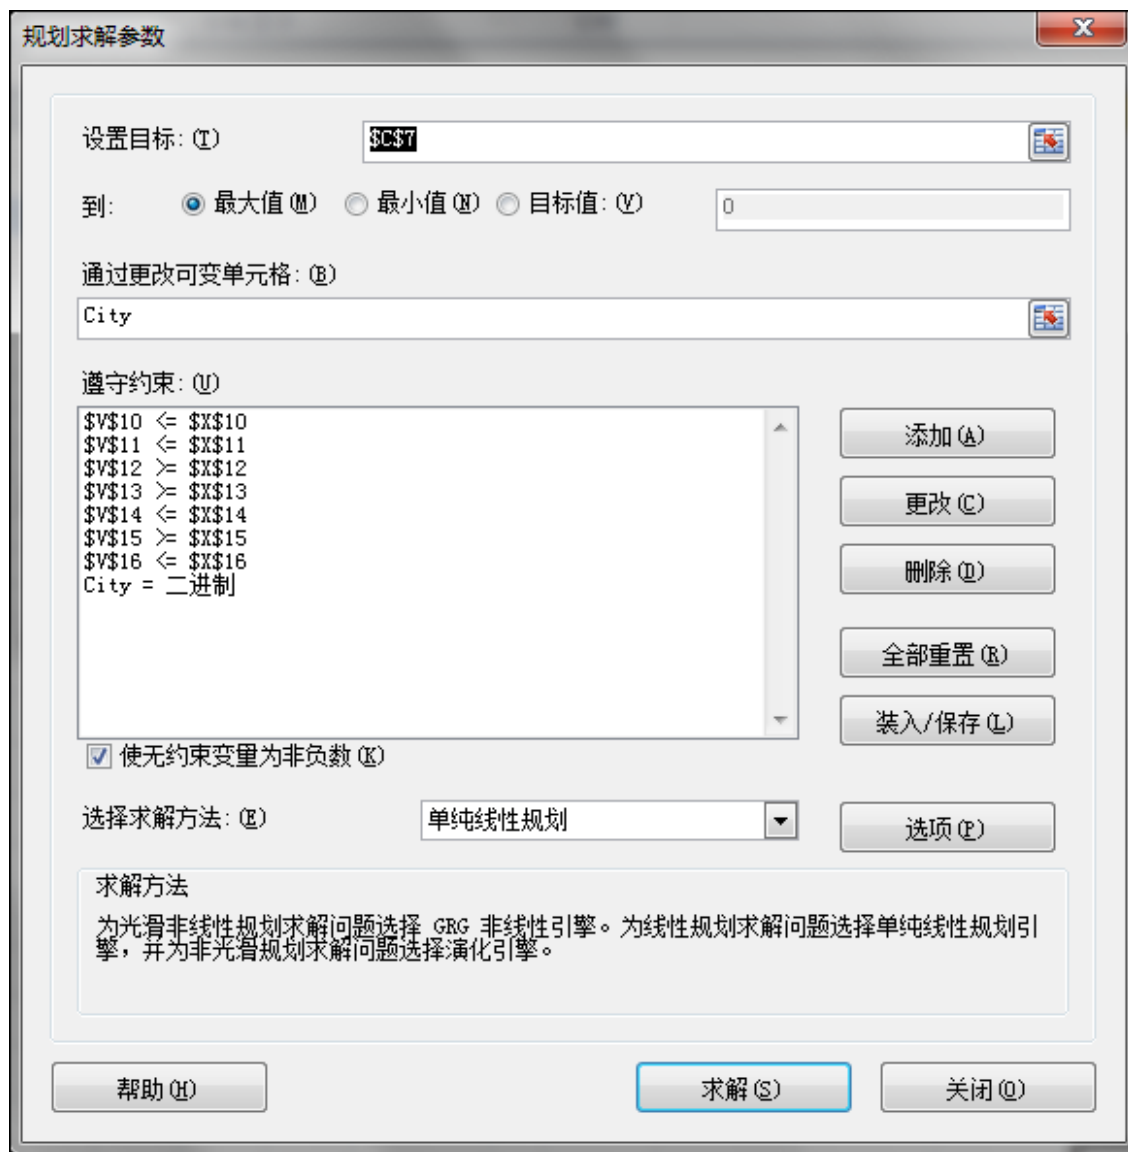 规划求解参数
设置目标: (T)
$C$7
到:
最大值(M)
最小值(N)
目标值: (V)
0
通过更改可变单元格: (B)
City
遵守约束: (U)
$V$10 <= $X$10
$V$11 <= $X$11
$V$12 >= $X$12
$V$13 >= $X$13
$V$14 <= $X$14
$V$15 >= $X$15
$V$16 <= $X$16
City = 二进制
添加(A)
更改(C)
删除(D)
全部重置(R)
装入/保存(L)
使无约束变量为非负数(K)
选择求解方法: (E)
单纯线性规划
选项(P)
求解方法
为光滑非线性规划求解问题选择 GRG 非线性引擎。为线性规划求解问题选择单纯线性规划引
擎，并为非光滑规划求解问题选择演化引擎。
帮助(H)
求解(S)
关闭(O)